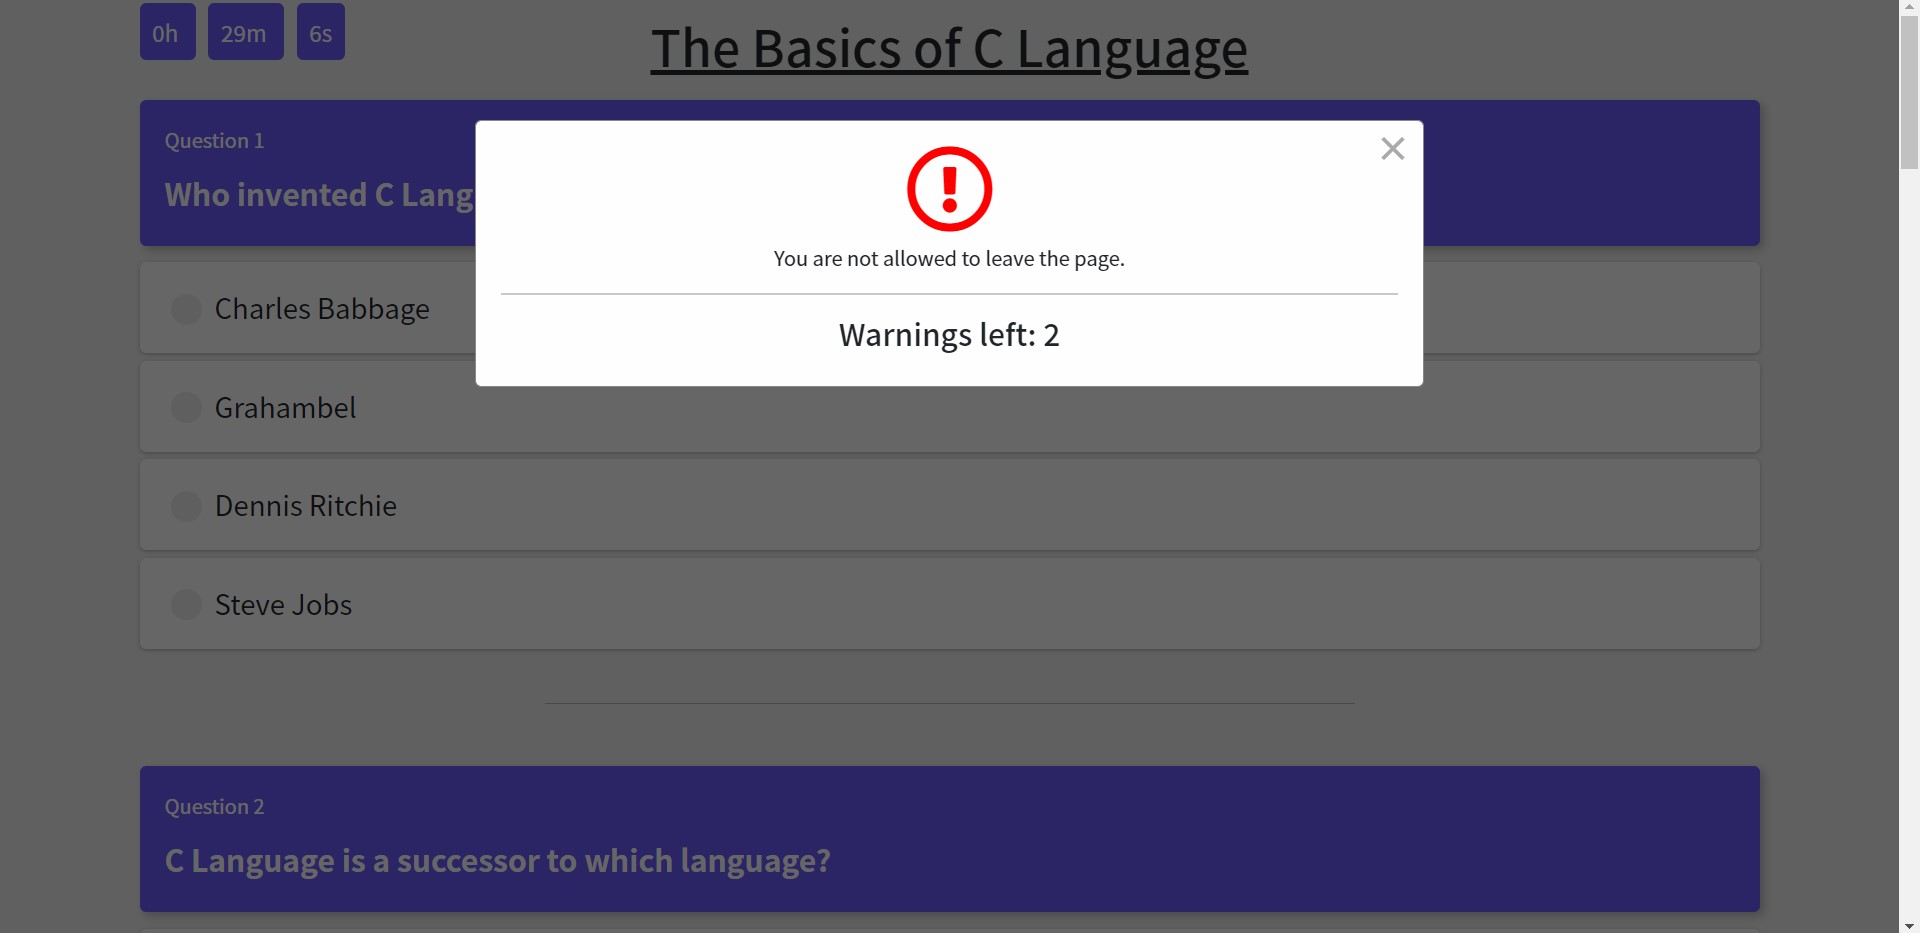 0h 29m 6s
The Basics of C Language
Question 1
Who invented C Lang
You are not allowed to leave the page.
Warnings left: 2
Charles Babbage
Grahambel
Dennis Ritchie
Steve Jobs
Question 2
C Language is a successor to which language?